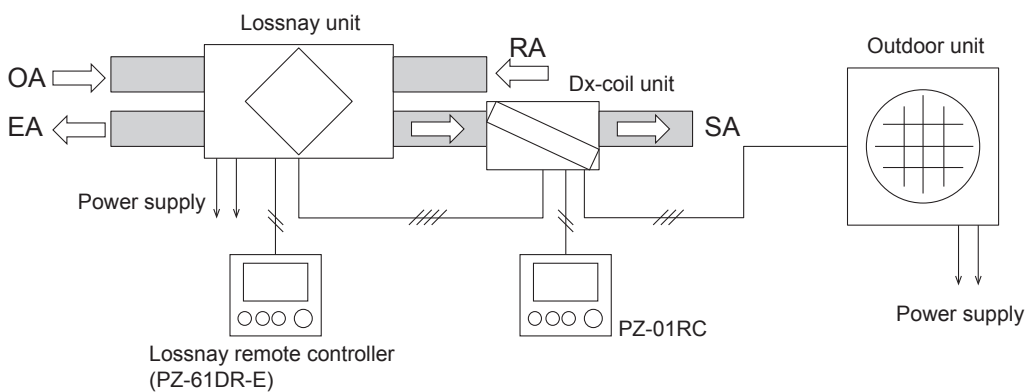 Lossnay unit
RA
Outdoor unit
OA
Dx-coil unit
EA
SA
Power supply
PZ-01RC
Power supply
Lossnay remote controller
(PZ-61DR-E)